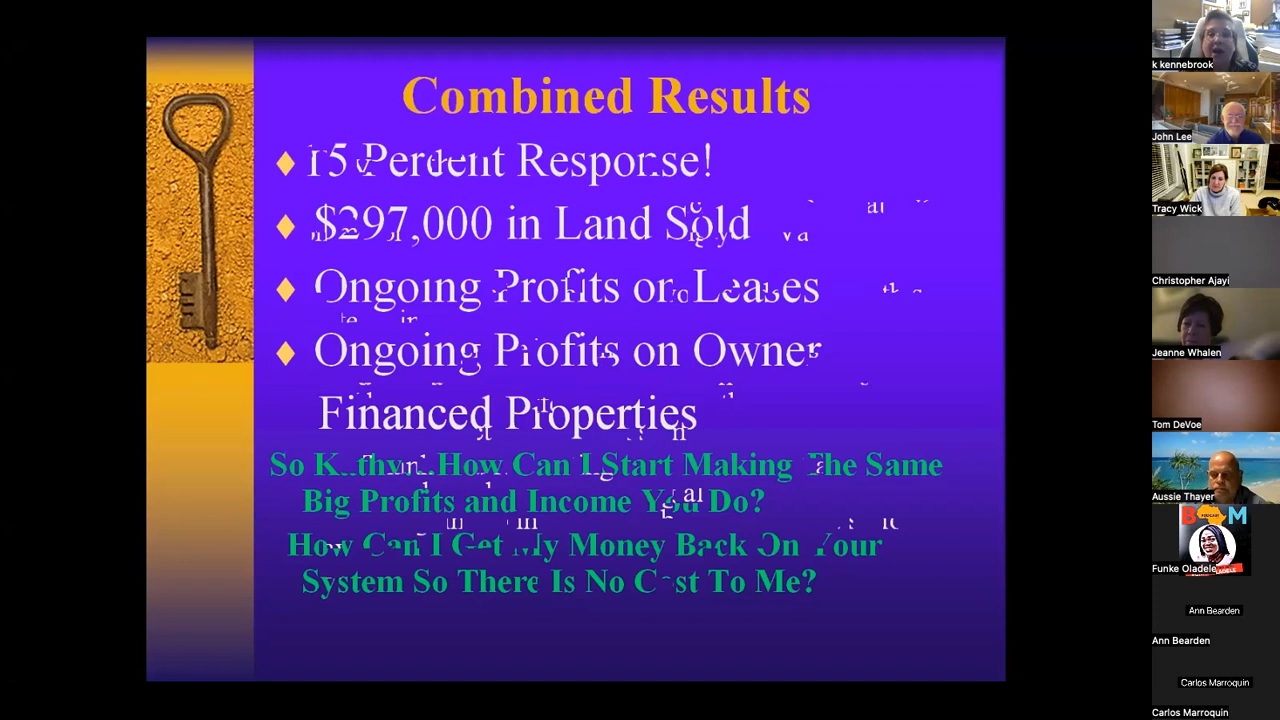 Combined Results
15 Percent Response!
$297,000 in Land Sold
Ongoing Profits on Leases
Ongoing Profits on Owner
Financed Properties
So Kathy...How Can I Start Making The Same
Big Profits and Income You Do?
How Can I Get My Money Back On Your
System So There Is No Cost To Me?
k kennebrook
John Lee
Tracy Wick
Christopher Ajayi
Jeanne Whalen
Tom DeVoe
Aussie Thayer
PODCAST
Funke Oladele
Ann Bearden
Ann Bearden
Carlos Marroquin
Carlos Marroquin